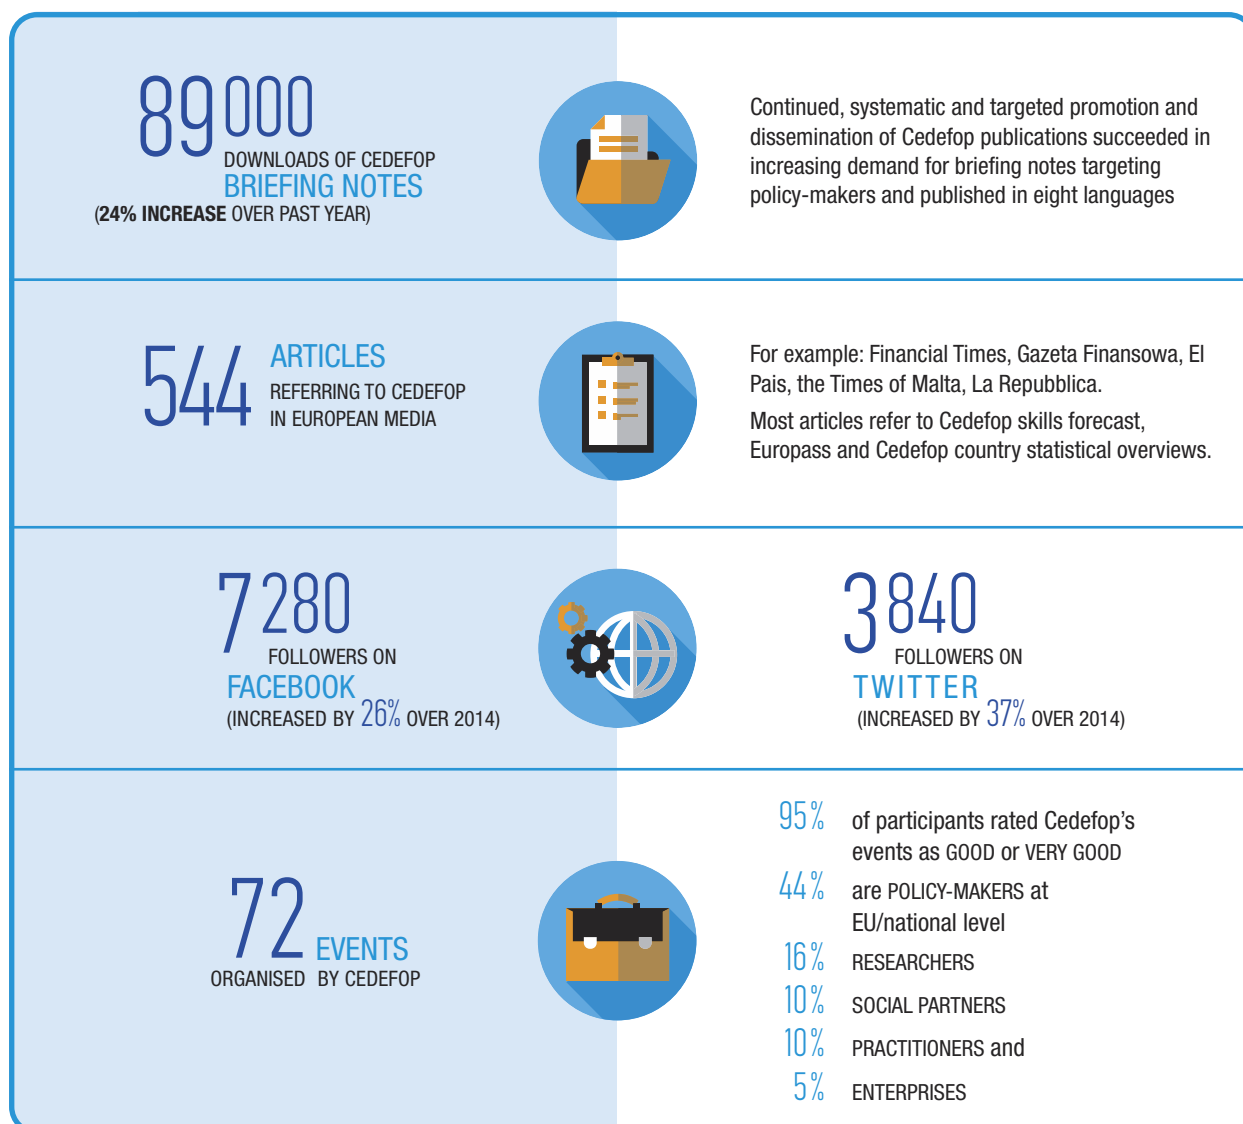 89 000
DOWNLOADS OF CEDEFOP
BRIEFING NOTES
(24% INCREASE OVER PAST YEAR)
Continued, systematic and targeted promotion and
dissemination of Cedefop publications succeeded in
increasing demand for briefing notes targeting
policy-makers and published in eight languages
544 ARTICLES
REFERRING TO CEDEFOP
IN EUROPEAN MEDIA
For example: Financial Times, Gazeta Finansowa, El
Pais, the Times of Malta, La Repubblica.
Most articles refer to Cedefop skills forecast,
Europass and Cedefop country statistical overviews.
7 280
FOLLOWERS ON
FACEBOOK
(INCREASED BY 26% OVER 2014)
3 840
FOLLOWERS ON
TWITTER
(INCREASED BY 37% OVER 2014)
72 EVENTS
ORGANISED BY CEDEFOP
95% of participants rated Cedefop's
events as GOOD or VERY GOOD
44% are POLICY-MAKERS at
EU/national level
16% RESEARCHERS
10% SOCIAL PARTNERS
10% PRACTITIONERS and
5% ENTERPRISES